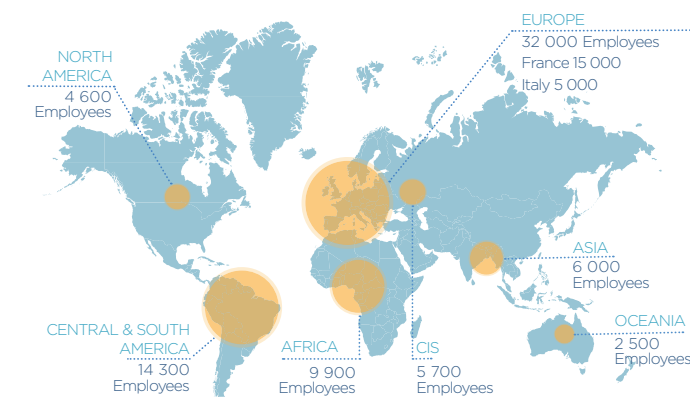 EUROPE
32 000 Employees
France 15 000
Italy 5 000
NORTH
AMERICA
4 600
Employees
ASIA
6 000
Employees
OCEANIA
2 500
Employees
CENTRAL & SOUTH
AMERICA
14 300
Employees
AFRICA
9 900
Employees
CIS
5 700
Employees